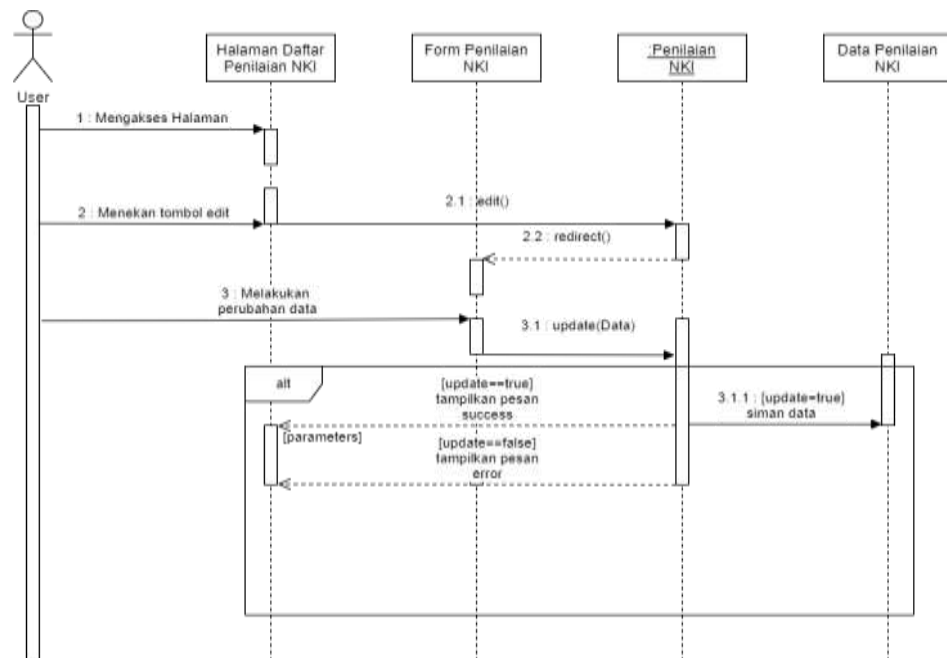 Halaman Daftar
Penilaian NKI
Form Penilaian
NKI
:Penilaian
NKI
Data Penilaian
NKI
User
1 : Mengakses Halaman
2 : Menekan tombol edit
2.1 : edit()
2.2 : redirect()
3 : Melakukan
perubahan data
3.1 : update(Data)
alt
[update==true]
tampilkan pesan
success
3.1.1 : [update=true]
siman data
[parameters]
[update==false]
tampilkan pesan
error